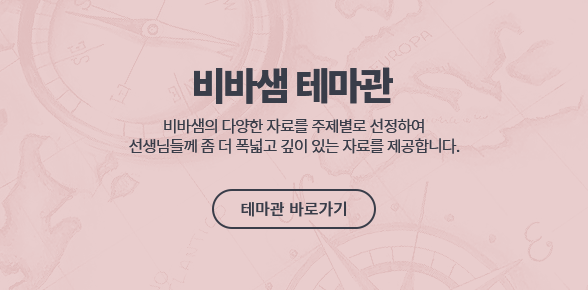 비바샘 테마관
비바샘의 다양한 자료를 주제별로 선정하여
선생님들께 좀 더 폭넓고 깊이 있는 자료를 제공합니다.
테마관 바로가기
EUROPA